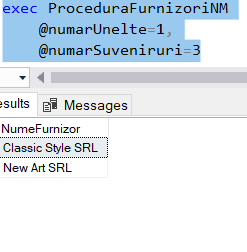 exec ProceduraFurnizoriNM
@numarUnelte=1,
@numarSuveniruri=3
esults
Messages
NumeFurnizor
Classic Style SRL
New Art SRL